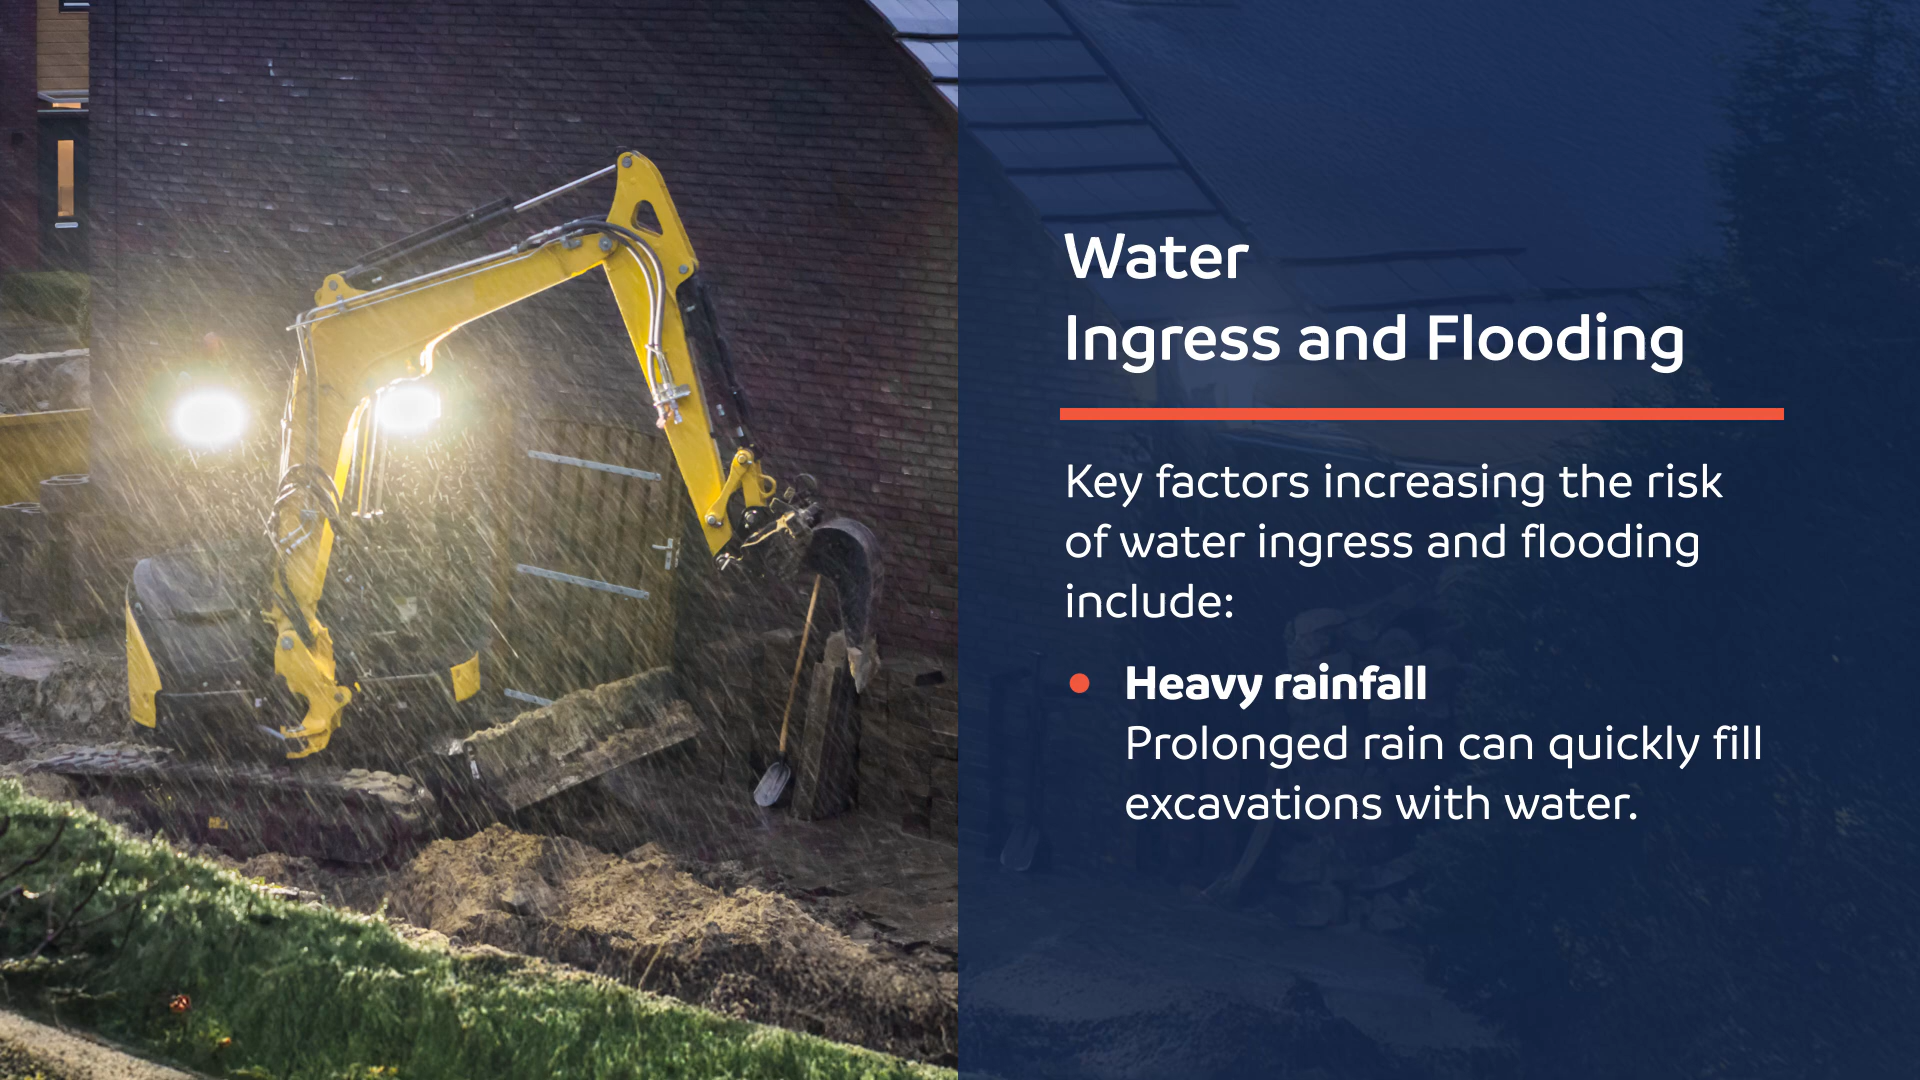 Water
Ingress and Flooding
Key factors increasing the risk
of water ingress and flooding
include:
Heavy rainfall
Prolonged rain can quickly fill
excavations with water.